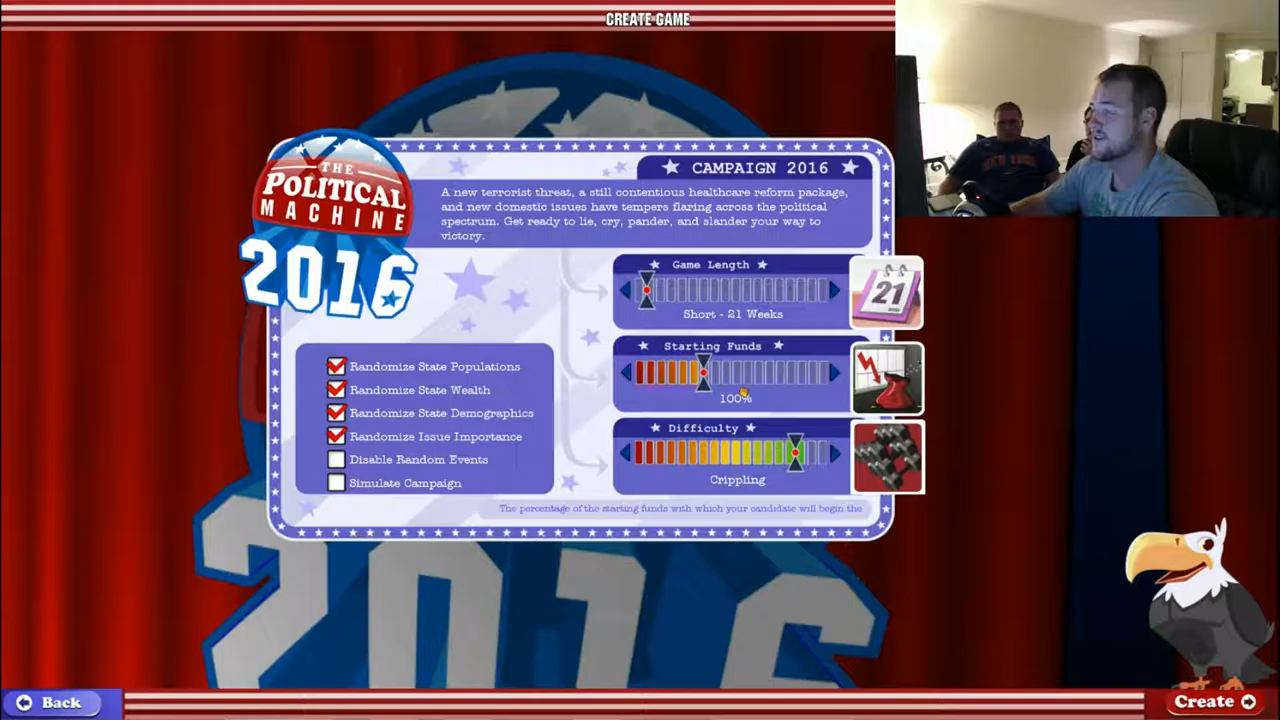 CREATE GAME
THE
POLITICAL
MACHINE
2016
CAMPAIGN 2016
A new terrorist threat, a still contentious healthcare reform package,
and new domestic issues have tempers flaring across the political
spectrum. Get ready to lie, cry, pander, and slander your way to
victory.
Game Length
21
Short - 21 Weeks
Starting Funds
100%
Difficulty
Crippling
Randomize State Populations
Randomize State Wealth
Randomize State Demographics
Randomize Issue Importance
Disable Random Events
Simulate Campaign
The percentage of the starting funds with which your candidate will begin the
2016
NEW YORK
Back
Create